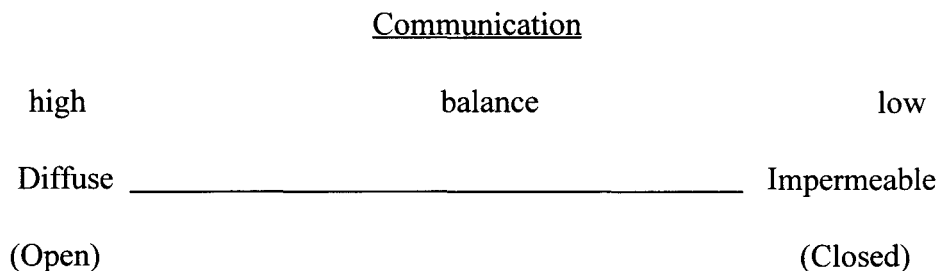 Communication
high balance low
Diffuse Impermeable
(Open) (Closed)